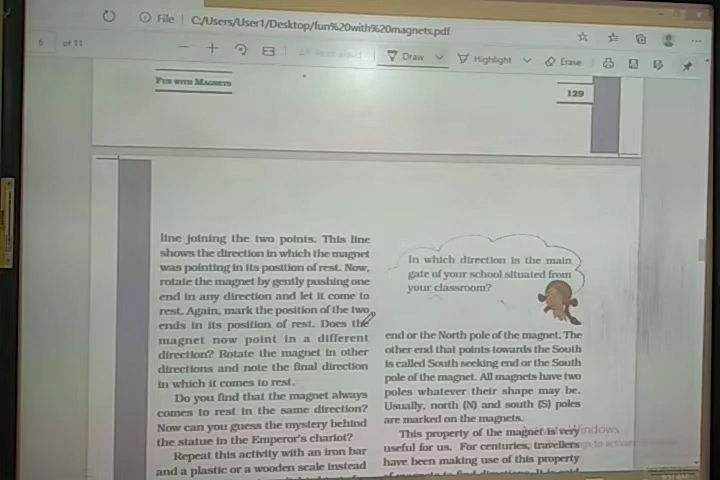 File | C:/Users/User1/Desktop/fun%20with%20magnets.pdf
6 of 11
Draw
Highlight
Erase
FUN WITH MAGNETS
129
line joining the two points. This line
shows the direction in which the magnet
was pointing in its position of rest. Now,
rotate the magnet by gently pushing one
end in any direction and let it come to
rest. Again, mark the position of the two
ends in its position of rest. Does the
magnet now point in a different
direction? Rotate the magnet in other
directions and note the final direction
in which it comes to rest.
Do you find that the magnet always
comes to rest in the same direction?
Now can you guess the mystery behind
the statue in the Emperor's chariot?
Repeat this activity with an iron bar
and a plastic or a wooden scale instead
In which direction is the main
gate of your school situated from
your classroom?
end or the North pole of the magnet. The
other end that points towards the South
is called South seeking end or the South
pole of the magnet. All magnets have two
poles whatever their shape may be.
Usually, north (N) and south (S) poles
are marked on the magnets.
This property of the magnet is very
useful for us. For centuries, travellers
have been making use of this property
Windows